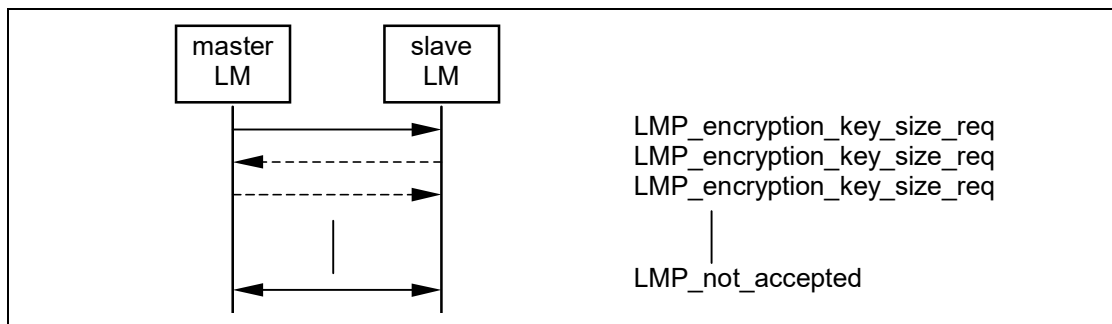 master
LM
slave
LM
LMP_encryption_key_size_req
LMP_encryption_key_size_req
LMP_encryption_key_size_req
LMP_not_accepted